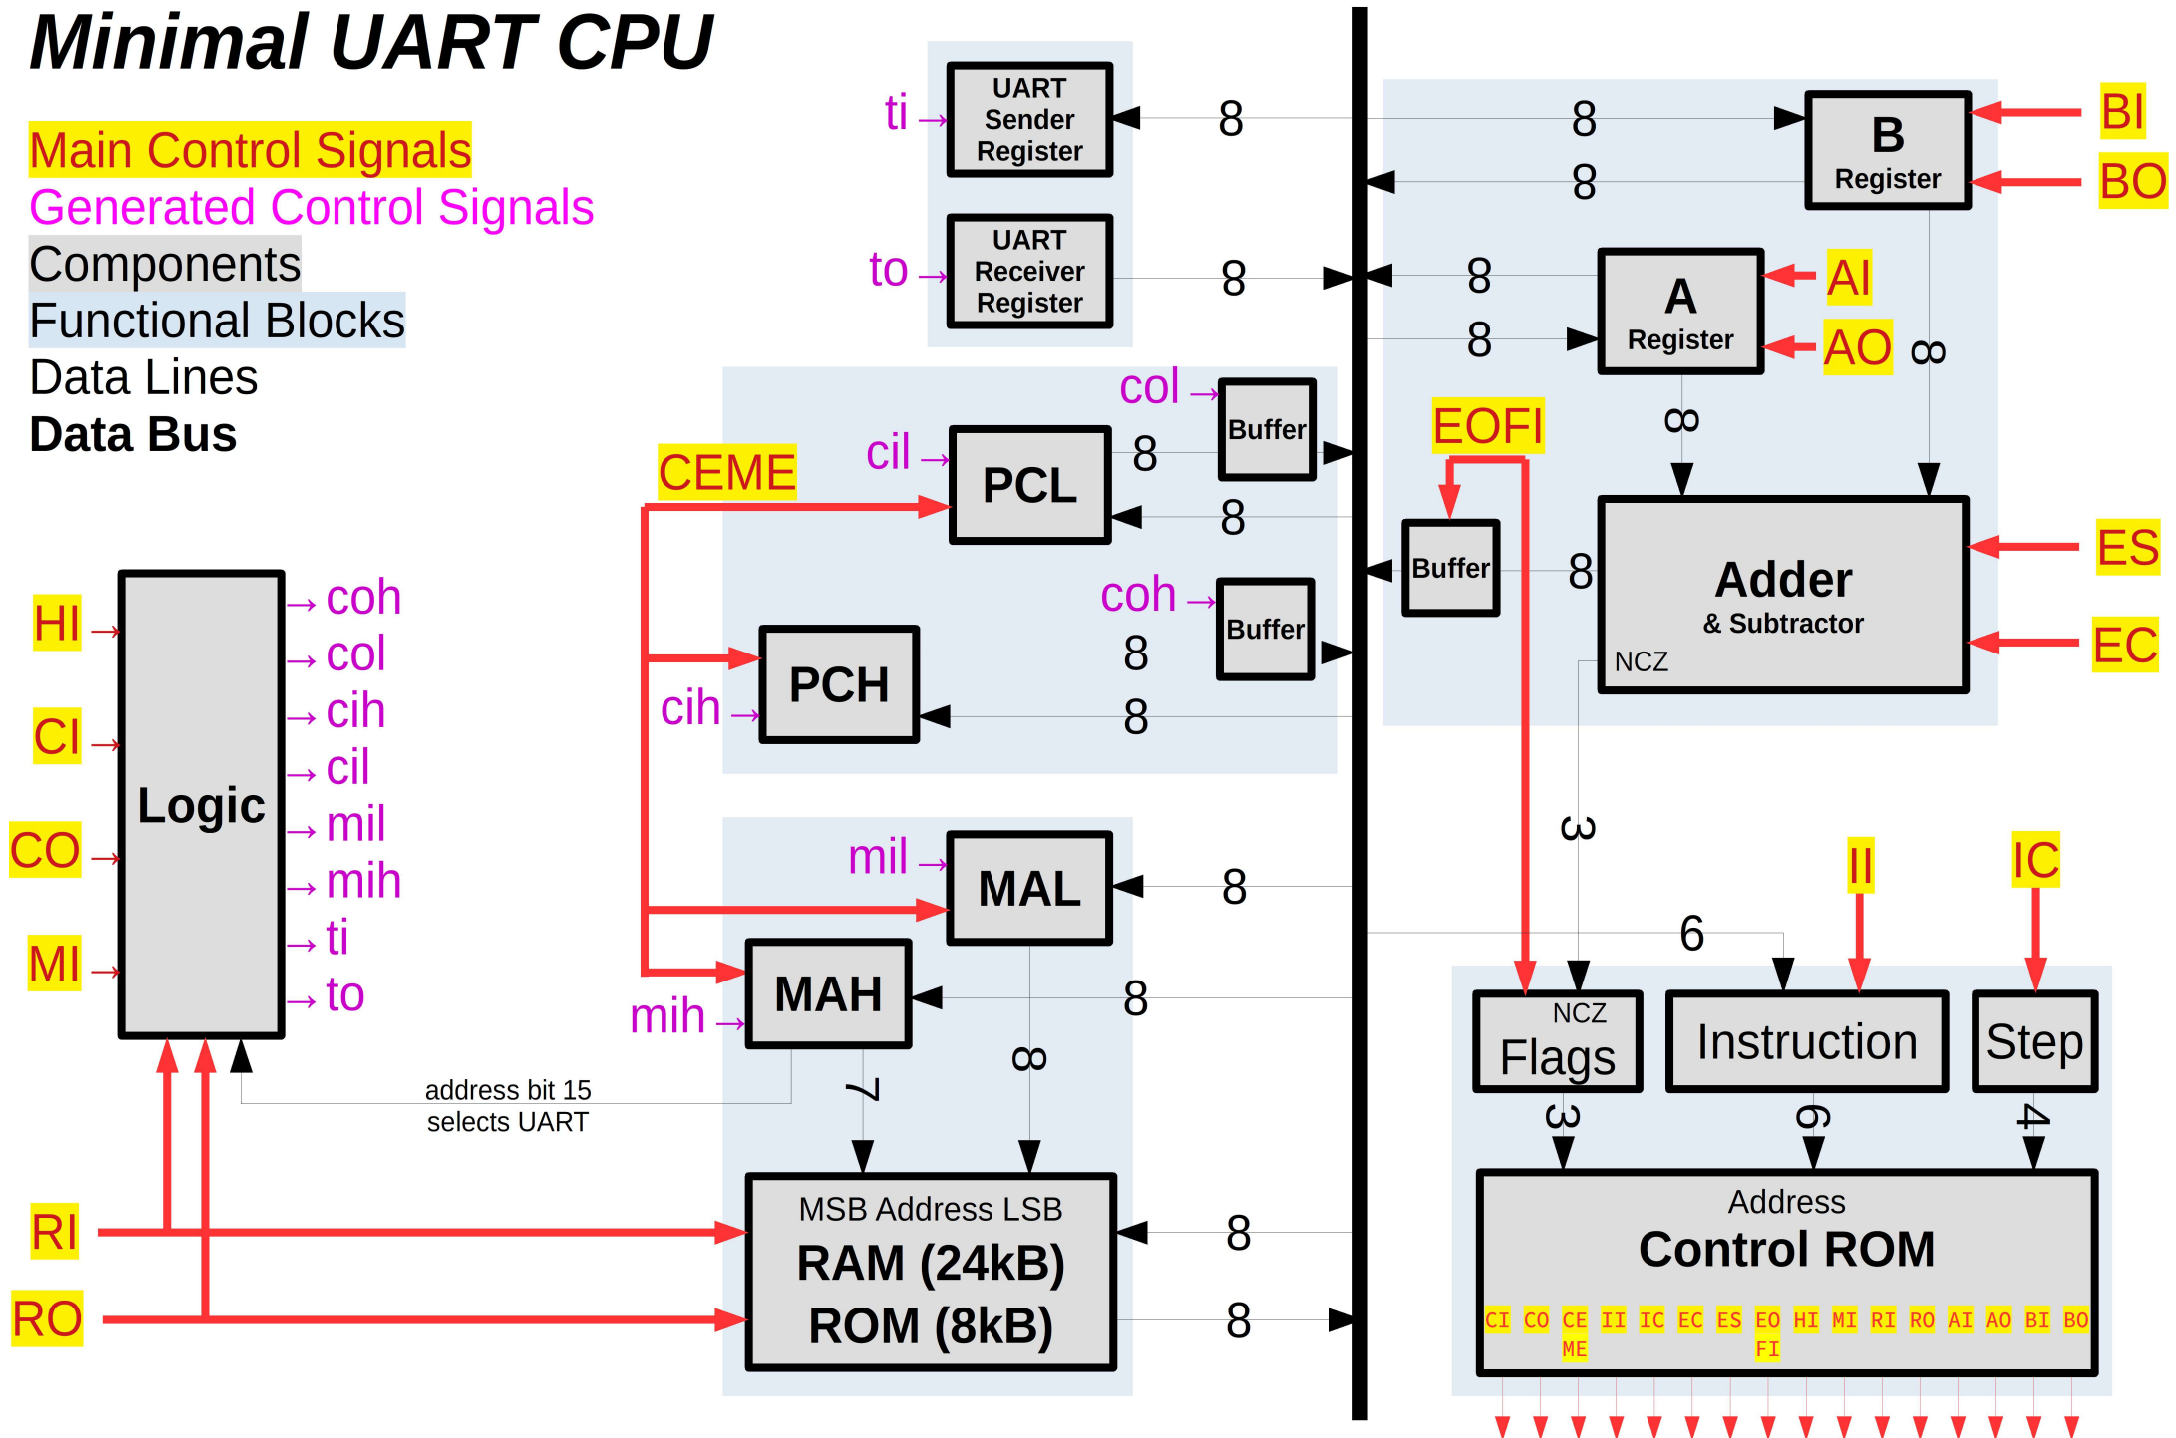 Minimal UART CPU
Main Control Signals
Generated Control Signals
Components
Functional Blocks
Data Lines
Data Bus
ti →
UART
Sender
Register
8
to →
UART
Receiver
Register
8
8
B
Register
8
BI
BO
8
A
Register
8
AI
AO
8
8
col →
Buffer
cil →
PCL
8
8
CEME
coh →
Buffer
PCH
8
cih →
8
EOFI
Buffer
8
Adder
& Subtractor
NCZ
ES
EC
3
HI →
CI →
CO →
MI →
Logic
→ coh
→ col
→ cih
→ cil
→ mil
→ mih
→ ti
→ to
mil →
MAL
8
MAH
mih →
8
8
7
address bit 15
selects UART
RI
RO
MSB Address LSB
RAM (24kB)
ROM (8kB)
8
8
6
II
IC
NCZ
Flags
Instruction
Step
3
6
4
Address
Control ROM
CI CO CE II IC EC ES EO HI MI RI RO AI AO BI BO
ME FI